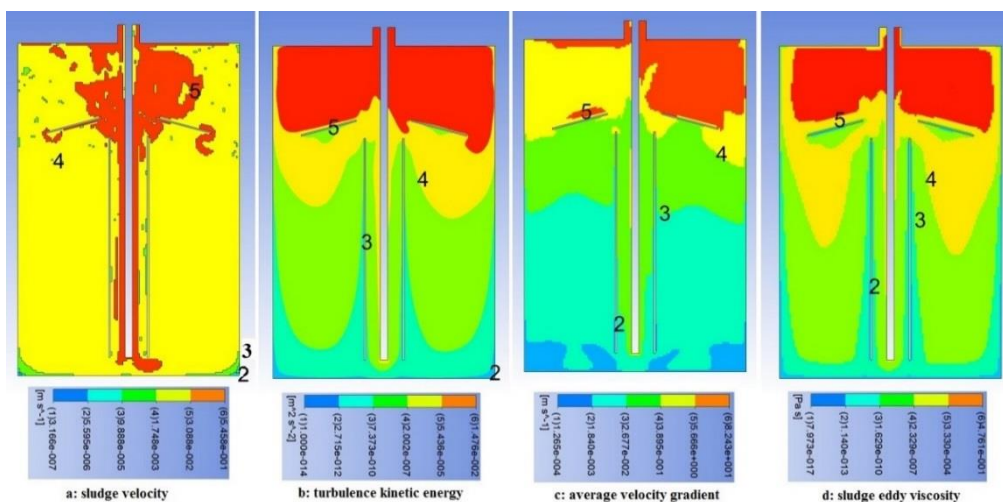 5
4
3
2
[m s^-1]
(1)3.166e-007
(2)5.595e-006
(3)9.888e-005
(4)1.748e-003
(5)3.088e-002
(6)5.458e-001
a: sludge velocity
5
4
3
2
[m^2 s^-2]
(1)1.000e-014
(2)2.715e-012
(3)7.373e-010
(4)2.002e-007
(5)5.436e-005
(6)1.476e-002
b: turbulence kinetic energy
5
4
3
2
[m s^-1]
(1)1.265e-004
(2)1.840e-003
(3)2.677e-002
(4)3.895e-001
(5)5.666e+000
(6)8.243e+001
c: average velocity gradient
5
4
3
2
[Pa s]
(1)7.973e-017
(2)1.140e-013
(3)1.629e-010
(4)2.329e-007
(5)3.330e-004
(6)4.761e-001
d: sludge eddy viscosity